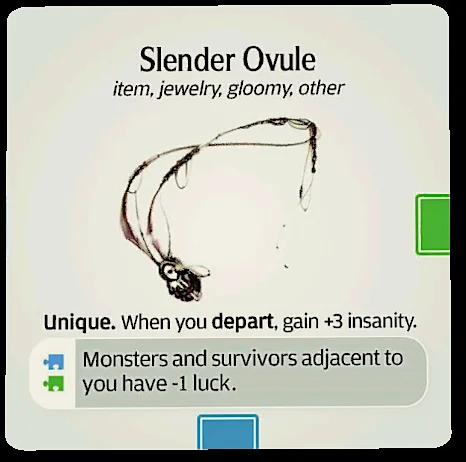 Slender Ovule
item, jewelry, gloomy, other
Unique. When you depart, gain +3 insanity.
Monsters and survivors adjacent to
you have -1 luck.